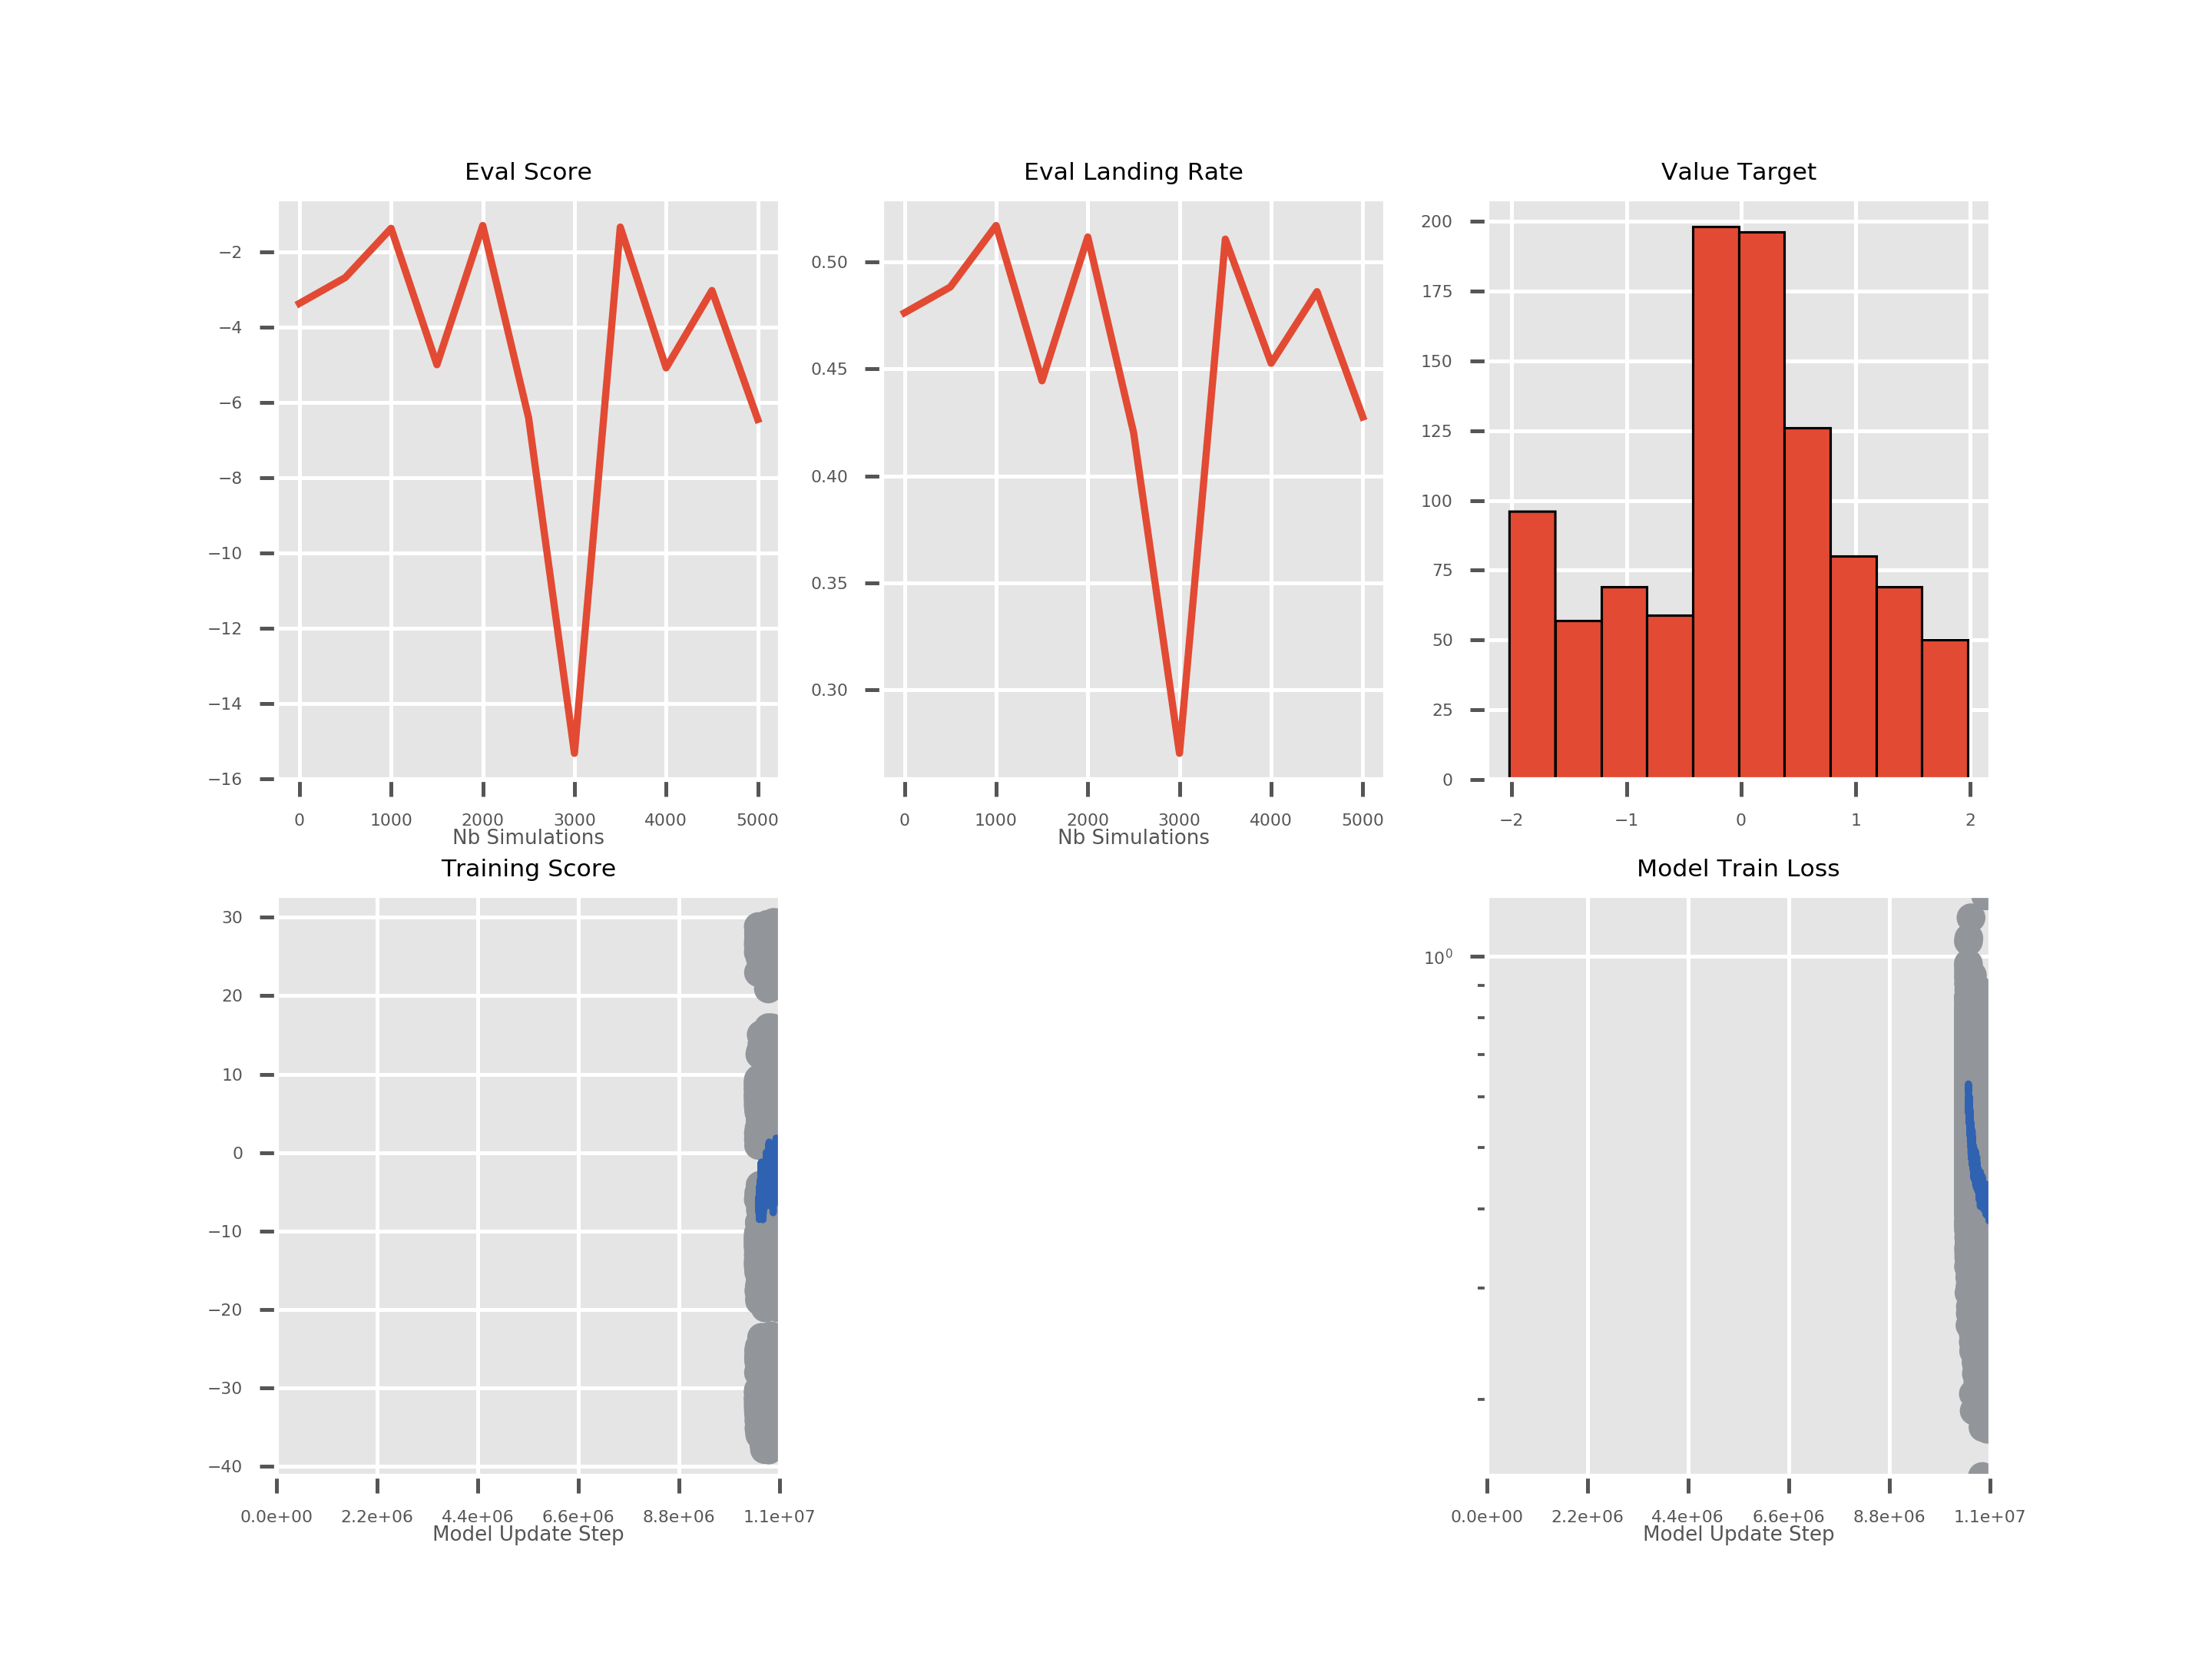 Eval Score
−2
−4
−6
−8
−10
−12
−14
−16
0 1000 2000 3000 4000 5000
Nb Simulations
Eval Landing Rate
0.50
0.45
0.40
0.35
0.30
0 1000 2000 3000 4000 5000
Nb Simulations
Value Target
200
175
150
125
100
75
50
25
0
−2 −1 0 1 2
Training Score
30
20
10
0
−10
−20
−30
−40
0.0e+00 2.2e+06 4.4e+06 6.6e+06 8.8e+06 1.1e+07
Model Update Step
Model Train Loss
10⁰
0.0e+00 2.2e+06 4.4e+06 6.6e+06 8.8e+06 1.1e+07
Model Update Step